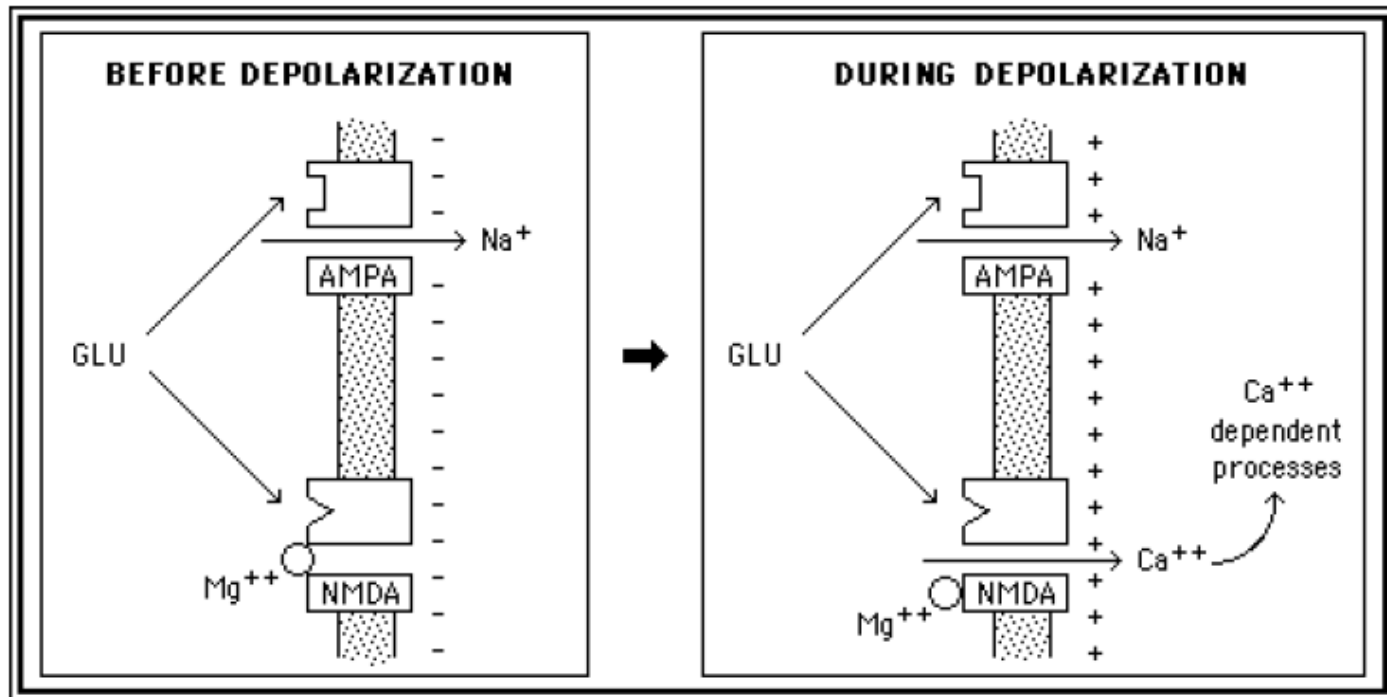 BEFORE DEPOLARIZATION
Na⁺
AMPA
GLU
Mg⁺⁺
NMDA
DURING DEPOLARIZATION
Na⁺
AMPA
GLU
Ca⁺⁺
dependent
processes
Ca⁺⁺
NMDA
Mg⁺⁺